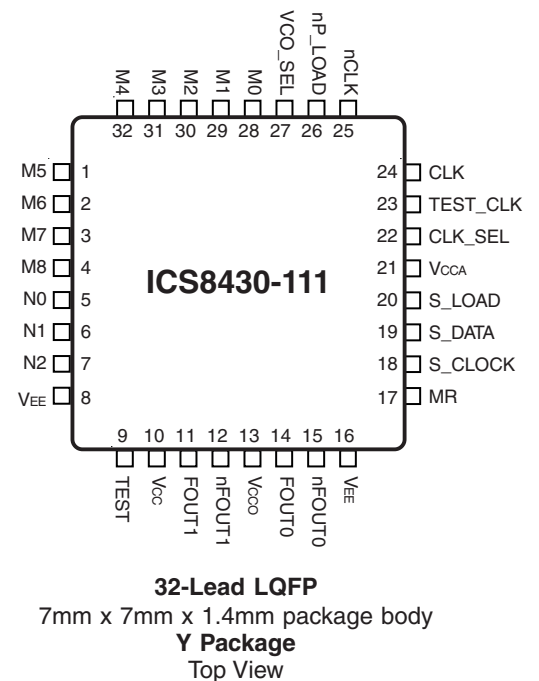 M4 M3 M2 M1 M0 VCO_SEL nP_LOAD nCLK
32 31 30 29 28 27 26 25
M5 1
M6 2
M7 3
M8 4
N0 5
N1 6
N2 7
VEE 8
ICS8430-111
24 CLK
23 TEST_CLK
22 CLK_SEL
21 VCCA
20 S_LOAD
19 S_DATA
18 S_CLOCK
17 MR
9 10 11 12 13 14 15 16
TEST VCC FOUT1 nFOUT1 VCCO FOUT0 nFOUT0 VEE
32-Lead LQFP
7mm x 7mm x 1.4mm package body
Y Package
Top View